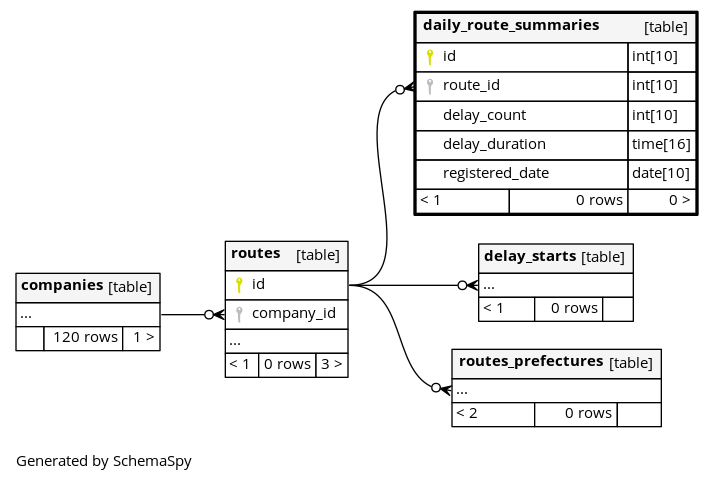 daily_route_summaries [table]
id int[10]
route_id int[10]
delay_count int[10]
delay_duration time[16]
registered_date date[10]
< 1 0 rows 0 >
routes [table]
id
company_id
...
< 1 0 rows 3 >
delay_starts [table]
...
< 1 0 rows
companies [table]
...
120 rows 1 >
routes_prefectures [table]
...
< 2 0 rows
Generated by SchemaSpy